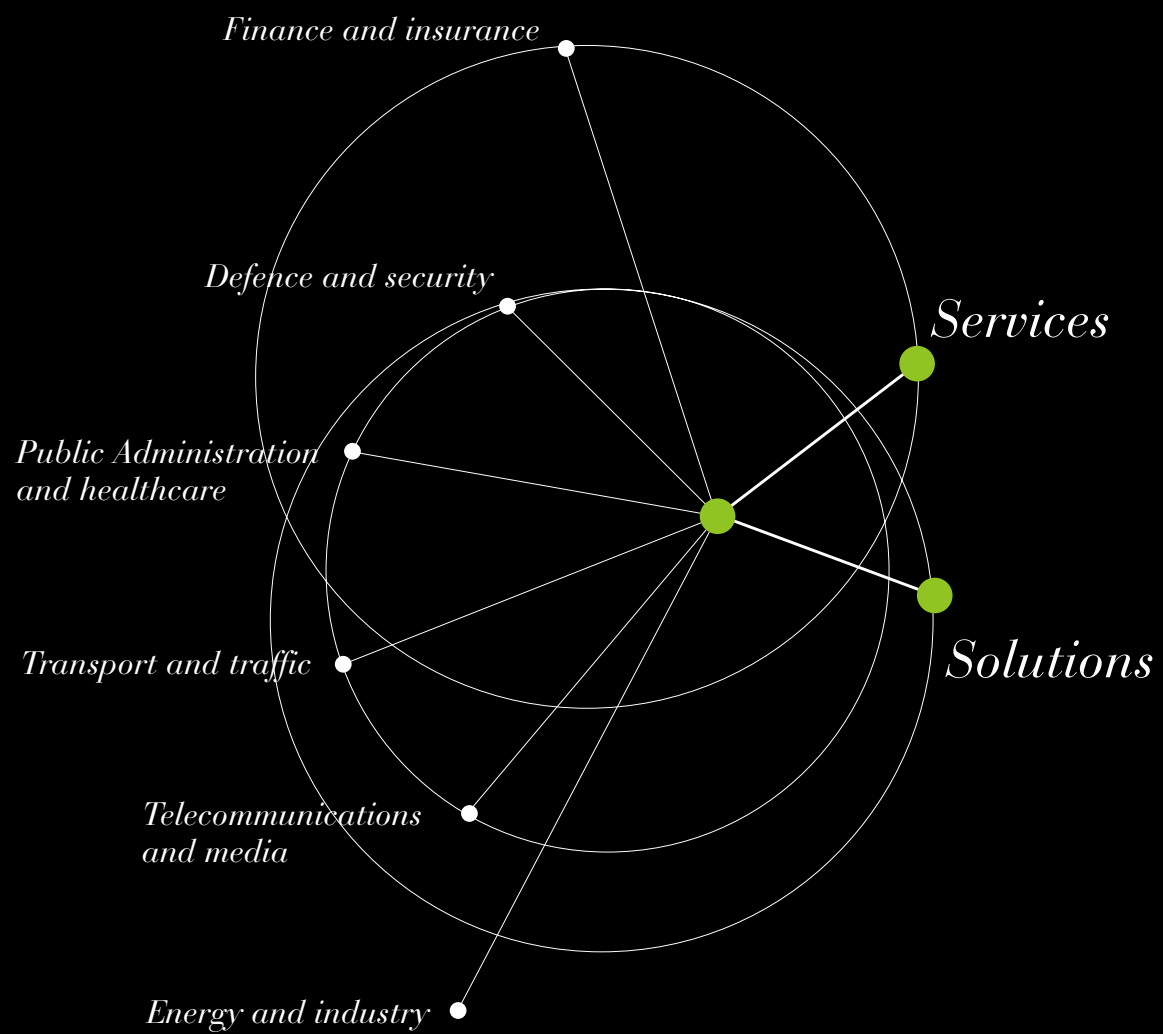 Finance and insurance
Defence and security
Services
Public Administration
and healthcare
Transport and traffic
Solutions
Telecommunications
and media
Energy and industry